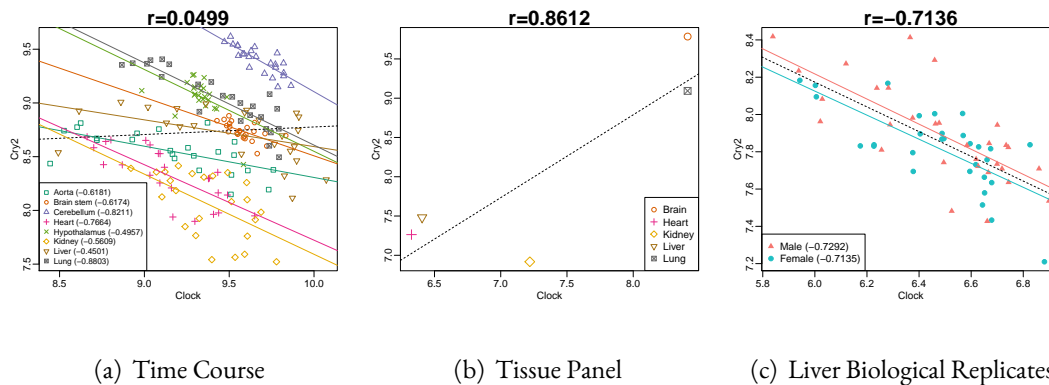 r=0.0499
9.5
9.0
8.5
8.0
7.5
Cry2
Aorta (−0.6181)
Brain stem (−0.6174)
Cerebellum (−0.8211)
Heart (−0.7664)
Hypothalamus (−0.4957)
Kidney (−0.5609)
Liver (−0.4501)
Lung (−0.8803)
8.5 9.0 9.5 10.0
Clock
(a) Time Course
r=0.8612
9.5
9.0
8.5
8.0
7.5
7.0
Cry2
Brain
Heart
Kidney
Liver
Lung
6.5 7.0 7.5 8.0
Clock
(b) Tissue Panel
r=−0.7136
8.4
8.2
8.0
7.8
7.6
7.4
7.2
Cry2
Male (−0.7292)
Female (−0.7135)
5.8 6.0 6.2 6.4 6.6 6.8
Clock
(c) Liver Biological Replicates